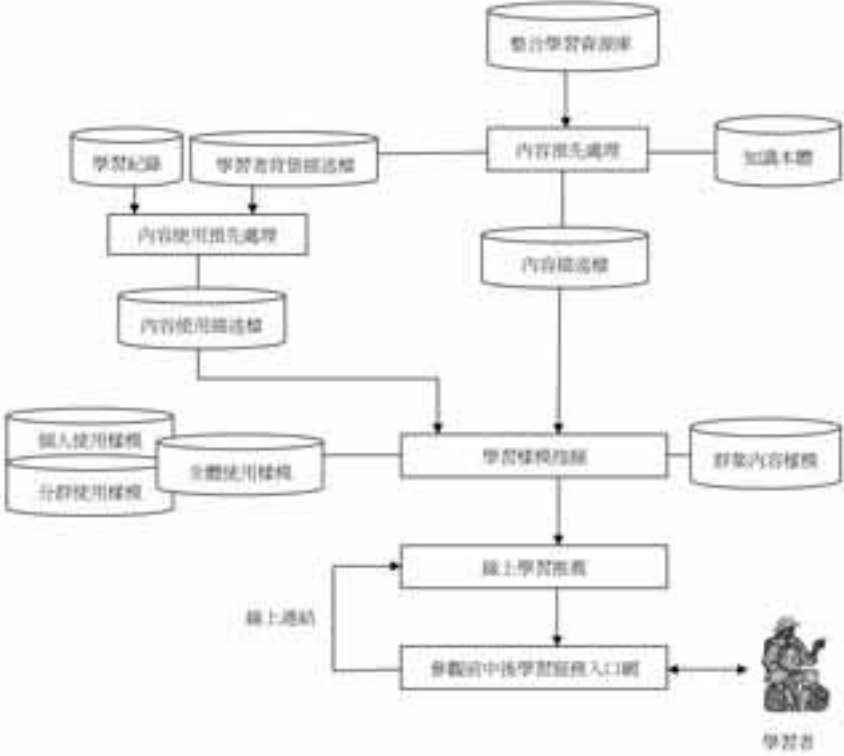 整合學習資源庫
學習紀錄
學習者背景描述檔
內容預先處理
知識本體
內容使用預先處理
內容描述檔
內容使用描述檔
個人使用樣模
分群使用樣模
全體使用樣模
學習樣模挖掘
群集內容樣模
線上學習推薦
線上連結
參觀前中後學習服務入口網
學習者